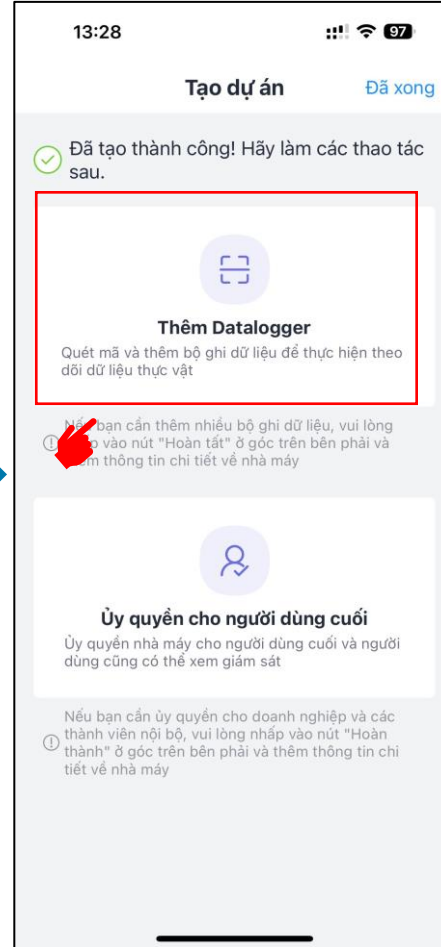 13:28
97
Tạo dự án
Đã xong
Đã tạo thành công! Hãy làm các thao tác
sau.
Thêm Datalogger
Quét mã và thêm bộ ghi dữ liệu để thực hiện theo
dõi dữ liệu thực vật
bạn cần thêm nhiều bộ ghi dữ liệu, vui lòng
vào nút "Hoàn tất" ở góc trên bên phải và
thông tin chi tiết về nhà máy
Ủy quyền cho người dùng cuối
Ủy quyền nhà máy cho người dùng cuối và người
dùng cũng có thể xem giám sát
Nếu bạn cần ủy quyền cho doanh nghiệp và các
thành viên nội bộ, vui lòng nhấp vào nút "Hoàn
thành" ở góc trên bên phải và thêm thông tin chi
tiết về nhà máy